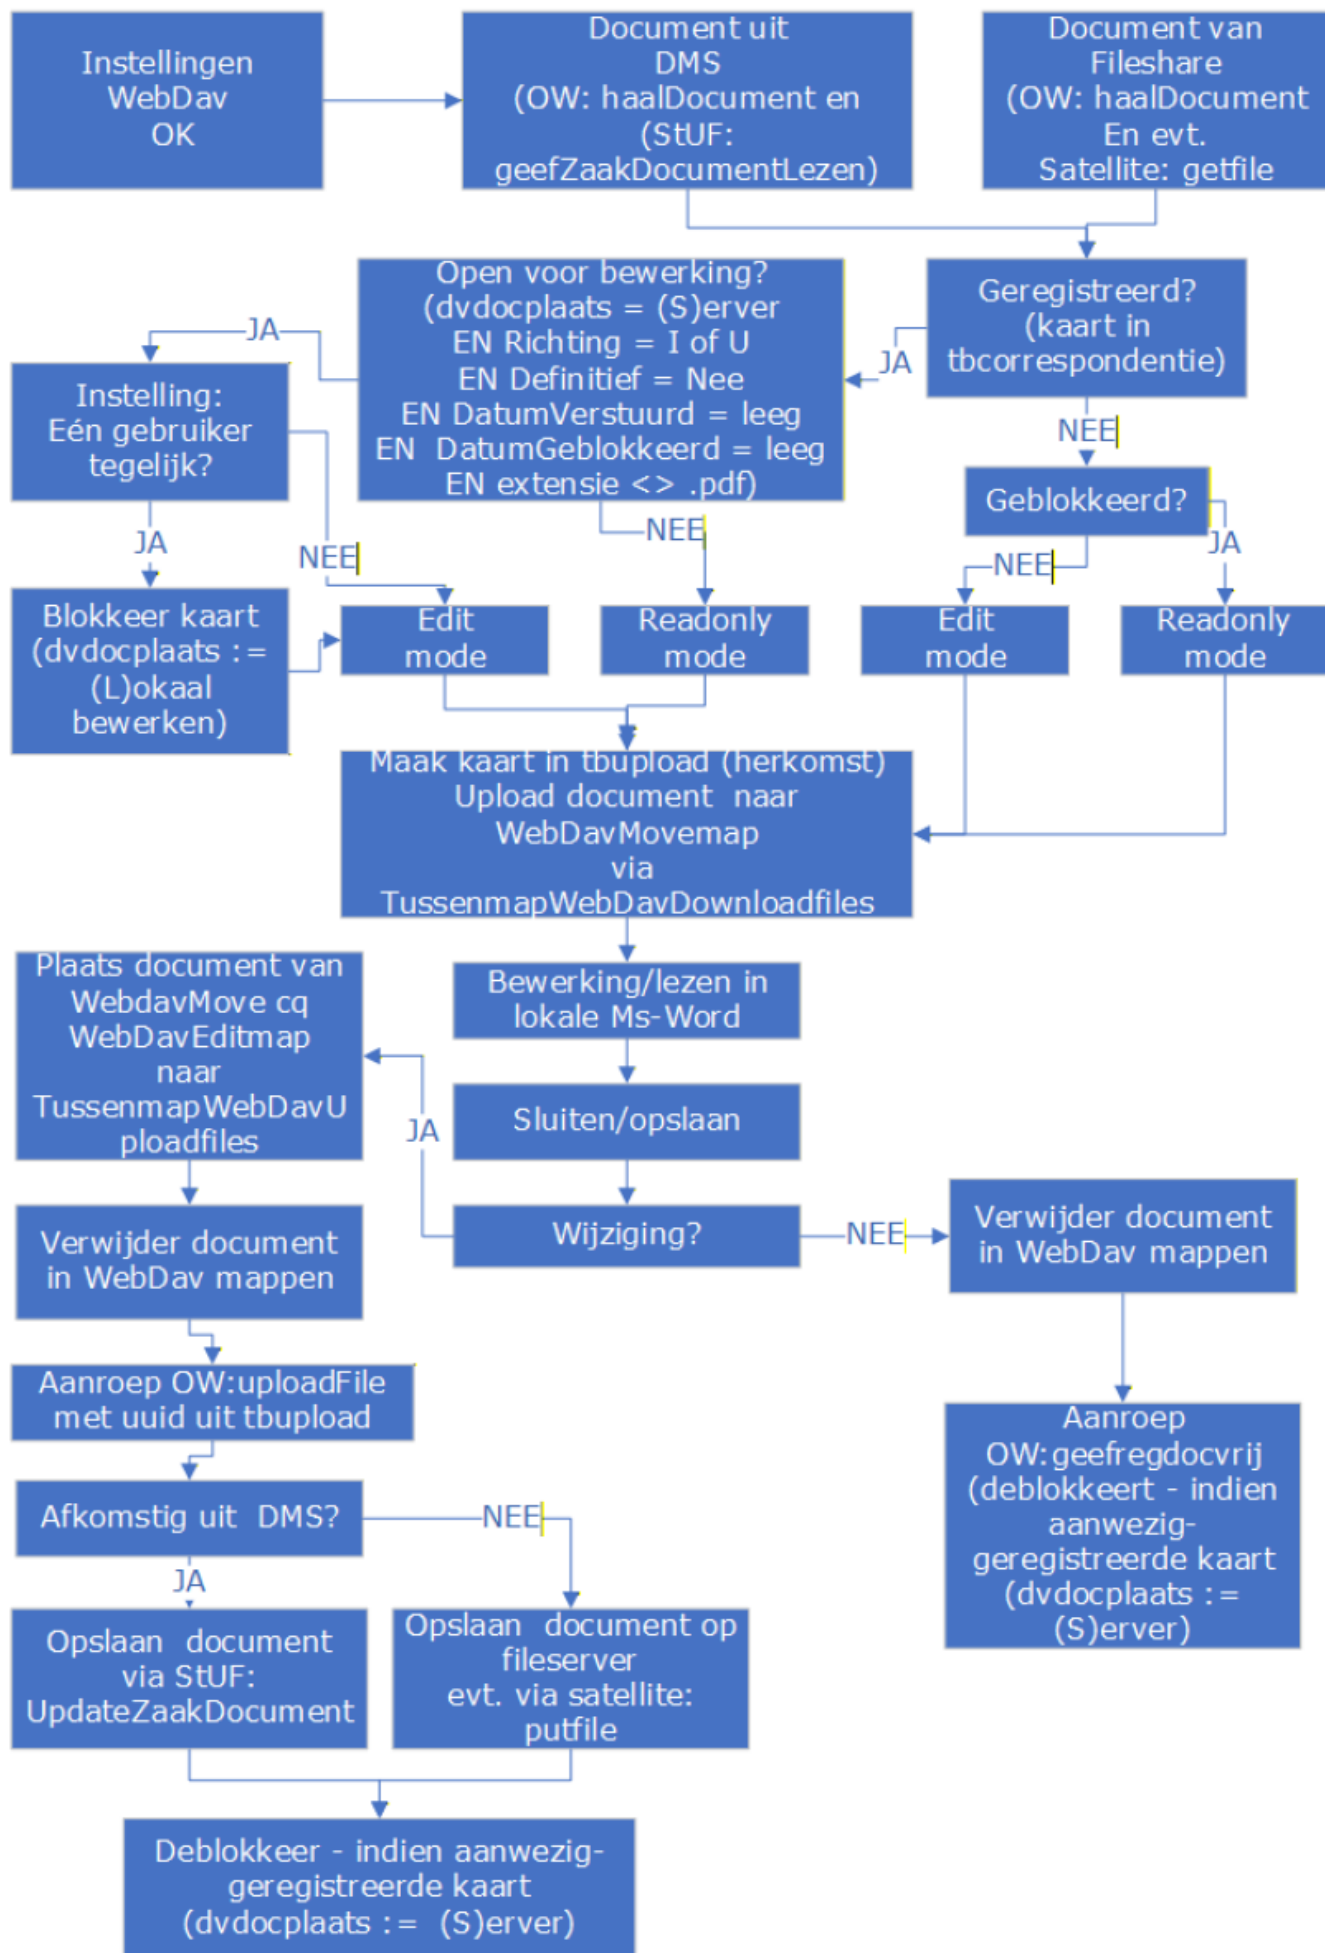 Instellingen
WebDav
OK
Document uit
DMS
(OW: haalDocument en
(StUF:
geefZaakDocumentLezen)
Document van
Fileshare
(OW: haalDocument
En evt.
Satellite: getfile
Geregistreerd?
(kaart in
tbcorrespondentie)
JA
NEE
Open voor bewerking?
(dvdocplaats = (S)erver
EN Richting = I of U
EN Definitief = Nee
EN DatumVerstuurd = leeg
EN DatumGeblokkeerd = leeg
EN extensie <> .pdf)
JA
NEE
Instelling:
Eén gebruiker
tegelijk?
JA
NEE
Geblokkeerd?
NEE
JA
Blokkeer kaart
(dvdocplaats :=
(L)okaal
bewerken)
Edit
mode
Readonly
mode
Edit
mode
Readonly
mode
Maak kaart in tbupload (herkomst)
Upload document naar
WebDavMovemap
via
TussenmapWebDavDownloadfiles
Bewerking/lezen in
lokale Ms-Word
Sluiten/opslaan
Wijziging?
JA
NEE
Plaats document van
WebdavMove cq
WebDavEditmap
naar
TussenmapWebDavU
ploadfiles
Verwijder document
in WebDav mappen
Verwijder document
in WebDav mappen
Aanroep OW:uploadFile
met uuid uit tbupload
Aanroep
OW:geefregdocvrij
(deblokkeert - indien
aanwezig-
geregistreerde kaart
(dvdocplaats :=
(S)erver)
Afkomstig uit DMS?
NEE
JA
Opslaan document
via StUF:
UpdateZaakDocument
Opslaan document op
fileserver
evt. via satellite:
putfile
Deblokkeer - indien aanwezig-
geregistreerde kaart
(dvdocplaats := (S)erver)